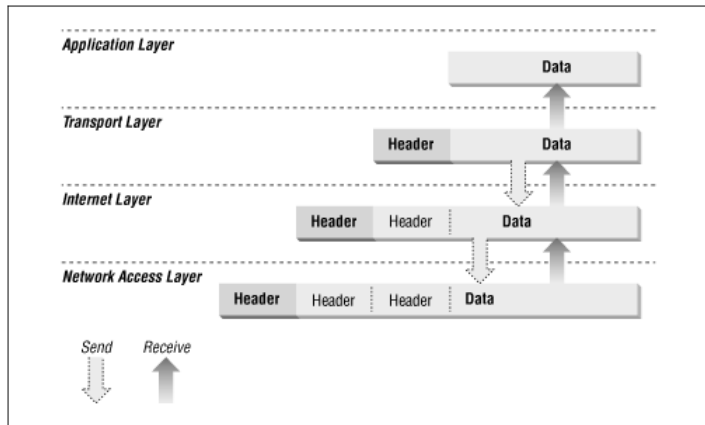 Application Layer
Data
Transport Layer
Header Data
Internet Layer
Header Header Data
Network Access Layer
Header Header Header Data
Send Receive